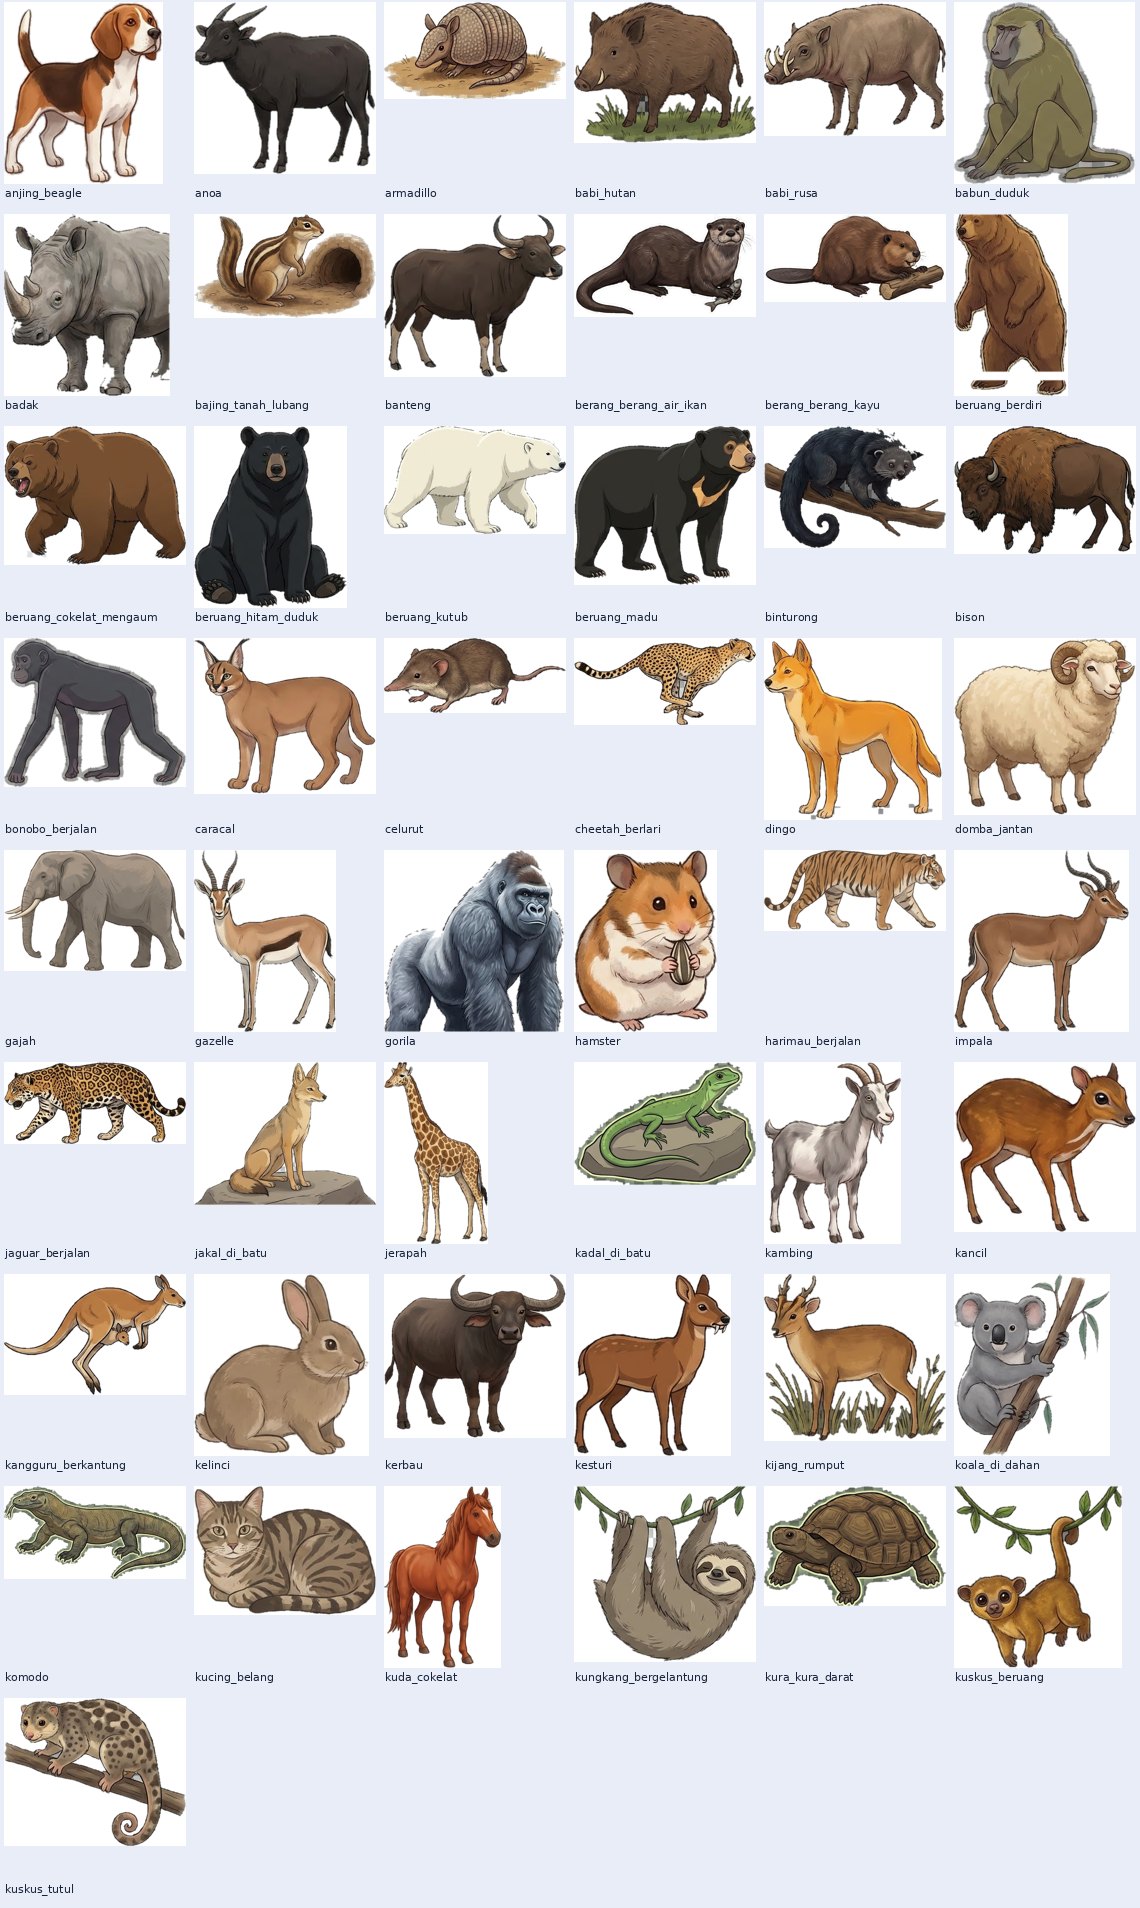 anjing_beagle
anoa
armadillo
babi_hutan
babi_rusa
babun_duduk
badak
bajing_tanah_lubang
banteng
berang_berang_air_ikan
berang_berang_kayu
beruang_berdiri
beruang_cokelat_mengaum
beruang_hitam_duduk
beruang_kutub
beruang_madu
binturong
bison
bonobo_berjalan
caracal
celurut
cheetah_berlari
dingo
domba_jantan
gajah
gazelle
gorila
hamster
harimau_berjalan
impala
jaguar_berjalan
jakal_di_batu
jerapah
kadal_di_batu
kambing
kancil
kangguru_berkantung
kelinci
kerbau
kesturi
kijang_rumput
koala_di_dahan
komodo
kucing_belang
kuda_cokelat
kungkang_bergelantung
kura_kura_darat
kuskus_beruang
kuskus_tutul